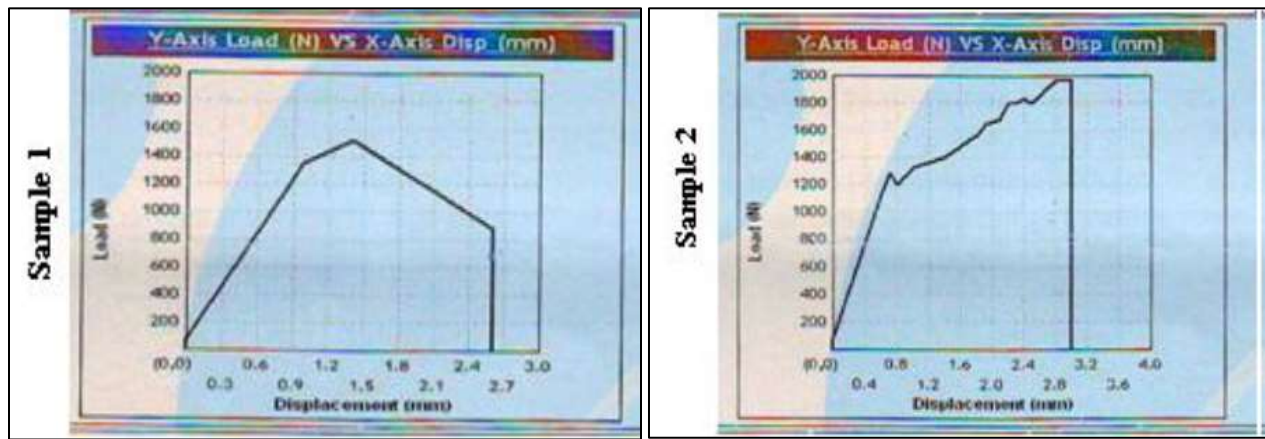 Sample 1
Y-Axis Load (N) VS X-Axis Disp (mm)
2000
1800
1600
1400
1200
1000
800
600
400
200
Load (N)
(0,0) 0.6 1.2 1.8 2.4 3.0
0.3 0.9 1.5 2.1 2.7
Displacement (mm)
Sample 2
Y-Axis Load (N) VS X-Axis Disp (mm)
2000
1800
1600
1400
1200
1000
800
600
400
200
Load (N)
(0,0) 0.8 1.6 2.4 3.2 4.0
0.4 1.2 2.0 2.8 3.6
Displacement (mm)